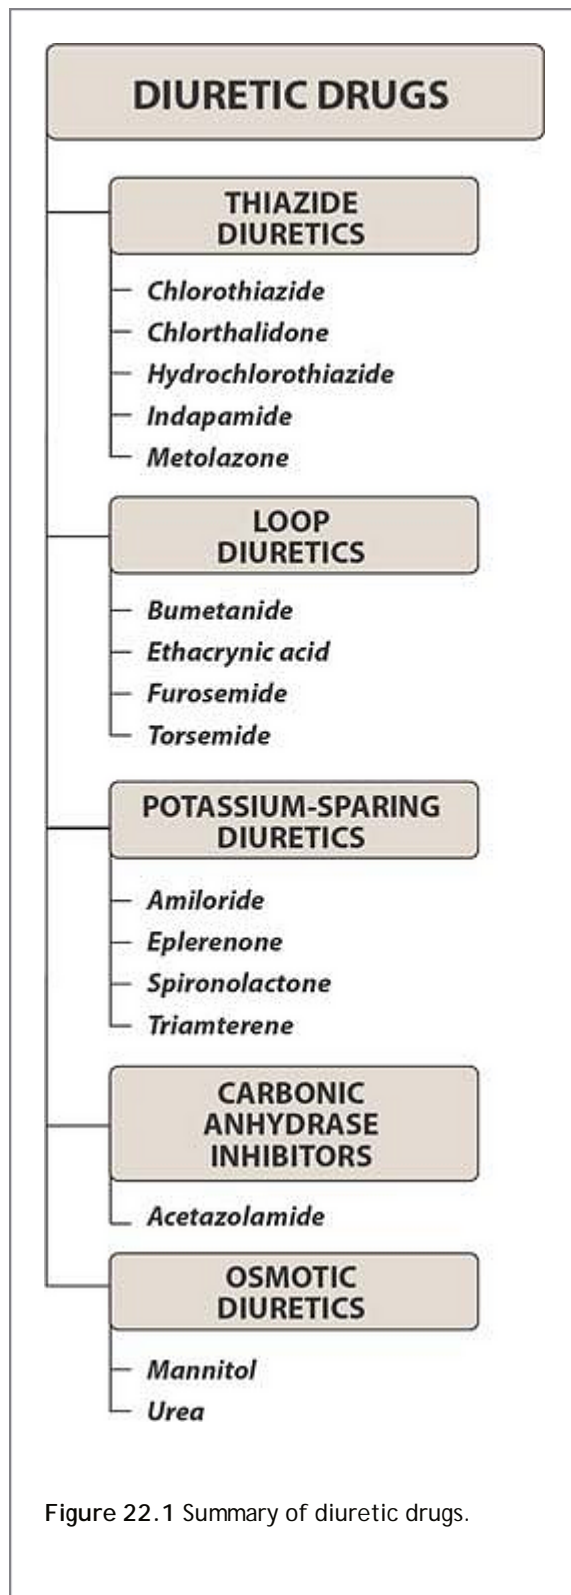 DIURETIC DRUGS
THIAZIDE
DIURETICS
Chlorothiazide
Chlorthalidone
Hydrochlorothiazide
Indapamide
Metolazone
LOOP
DIURETICS
Bumetanide
Ethacrynic acid
Furosemide
Torsemide
POTASSIUM-SPARING
DIURETICS
Amiloride
Eplerenone
Spironolactone
Triamterene
CARBONIC
ANHYDRASE
INHIBITORS
Acetazolamide
OSMOTIC
DIURETICS
Mannitol
Urea
Figure 22.1 Summary of diuretic drugs.